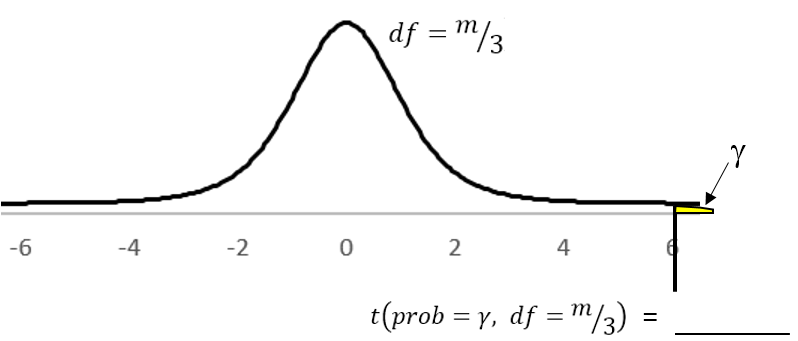 df = m/3
γ
-6 -4 -2 0 2 4 6
t(prob = γ, df = m/3) =